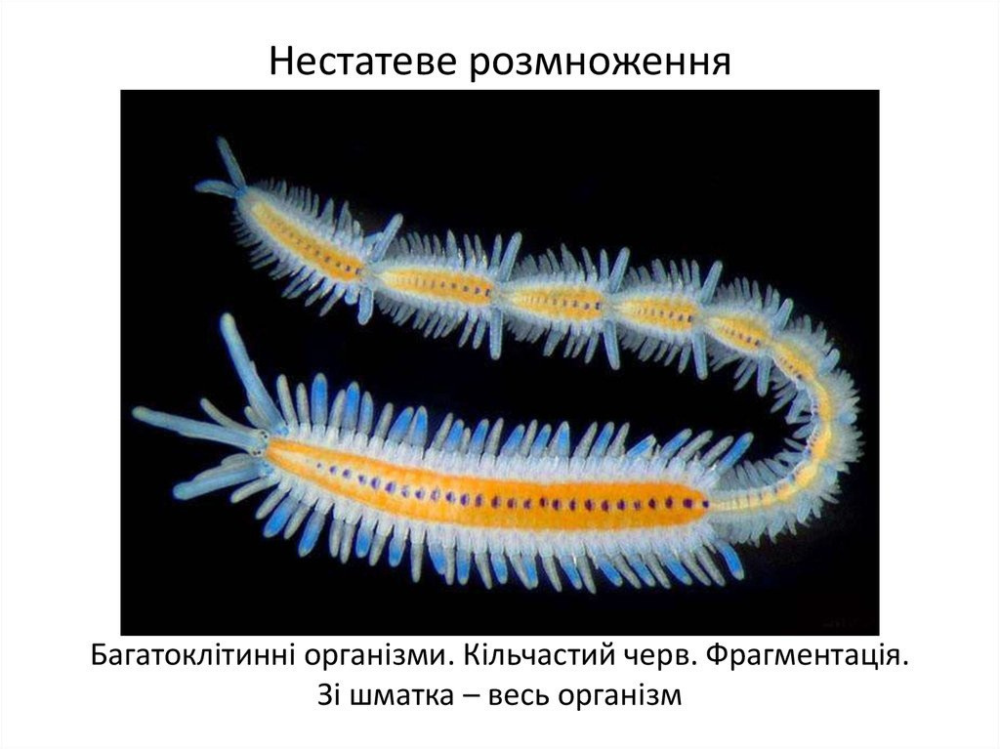 Нестатеве розмноження
Багатоклітинні організми. Кільчастий черв. Фрагментація.
Зі шматка – весь організм